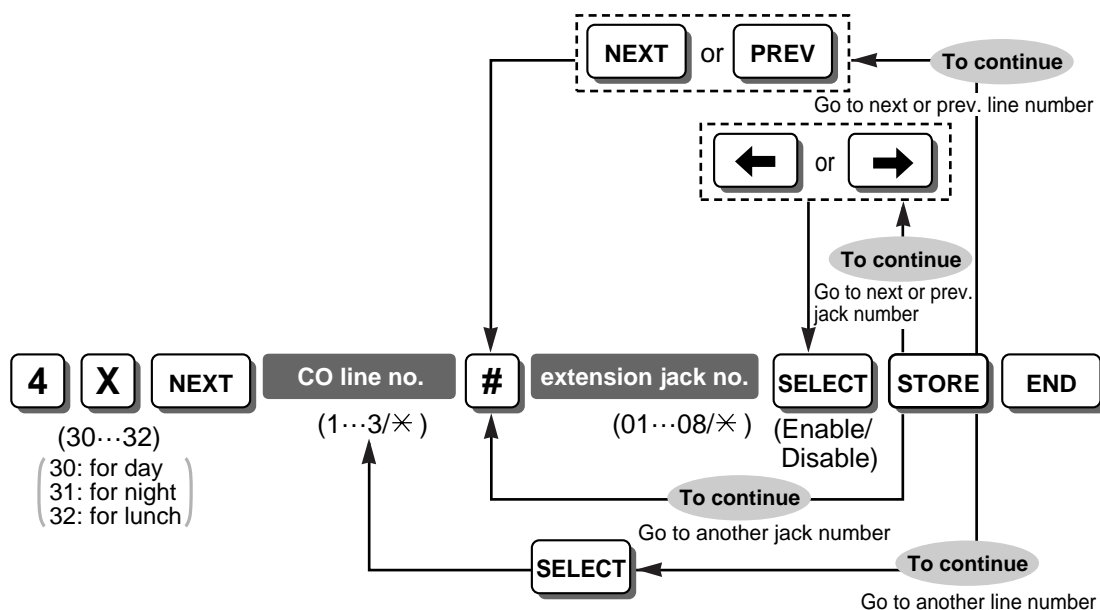 NEXT or PREV
To continue
Go to next or prev. line number
or
To continue
Go to next or prev.
jack number
4 X NEXT CO line no. # extension jack no. SELECT STORE END
(30···32)
30: for day
31: for night
32: for lunch
(1···3/✳)
(01···08/✳)
(Enable/
Disable)
To continue
Go to another jack number
SELECT
To continue
Go to another line number